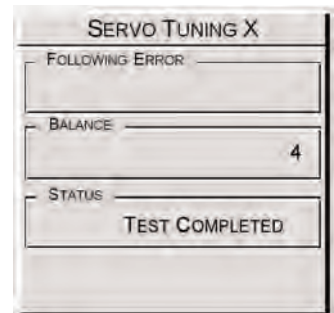 SERVO TUNING X
FOLLOWING ERROR
BALANCE
4
STATUS
TEST COMPLETED